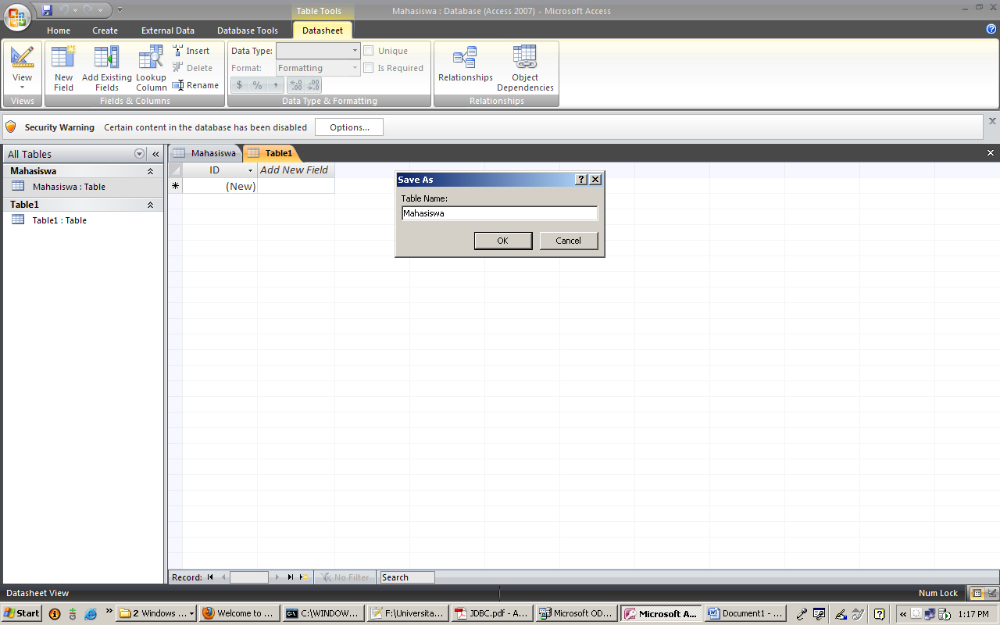 Table Tools
Mahasiswa : Database (Access 2007) - Microsoft Access
Home Create External Data Database Tools Datasheet
View
Views
New Field
Add Existing Fields
Lookup Column
Insert
Delete
Rename
Fields & Columns
Data Type:
Format: Formatting
$ % ,
Unique
Is Required
Data Type & Formatting
Relationships
Object Dependencies
Relationships
Security Warning Certain content in the database has been disabled Options...
All Tables
Mahasiswa
Mahasiswa : Table
Table1
Table1 : Table
Mahasiswa Table1
ID Add New Field
(New)
Save As
Table Name:
Mahasiswa
OK Cancel
Record: No Filter Search
Datasheet View Num Lock
Start 2 Windows ... Welcome to ... C:\WINDOW... F:\Universita... JDBC.pdf - A... Microsoft OD... Microsoft A... Document1 - ... 1:17 PM